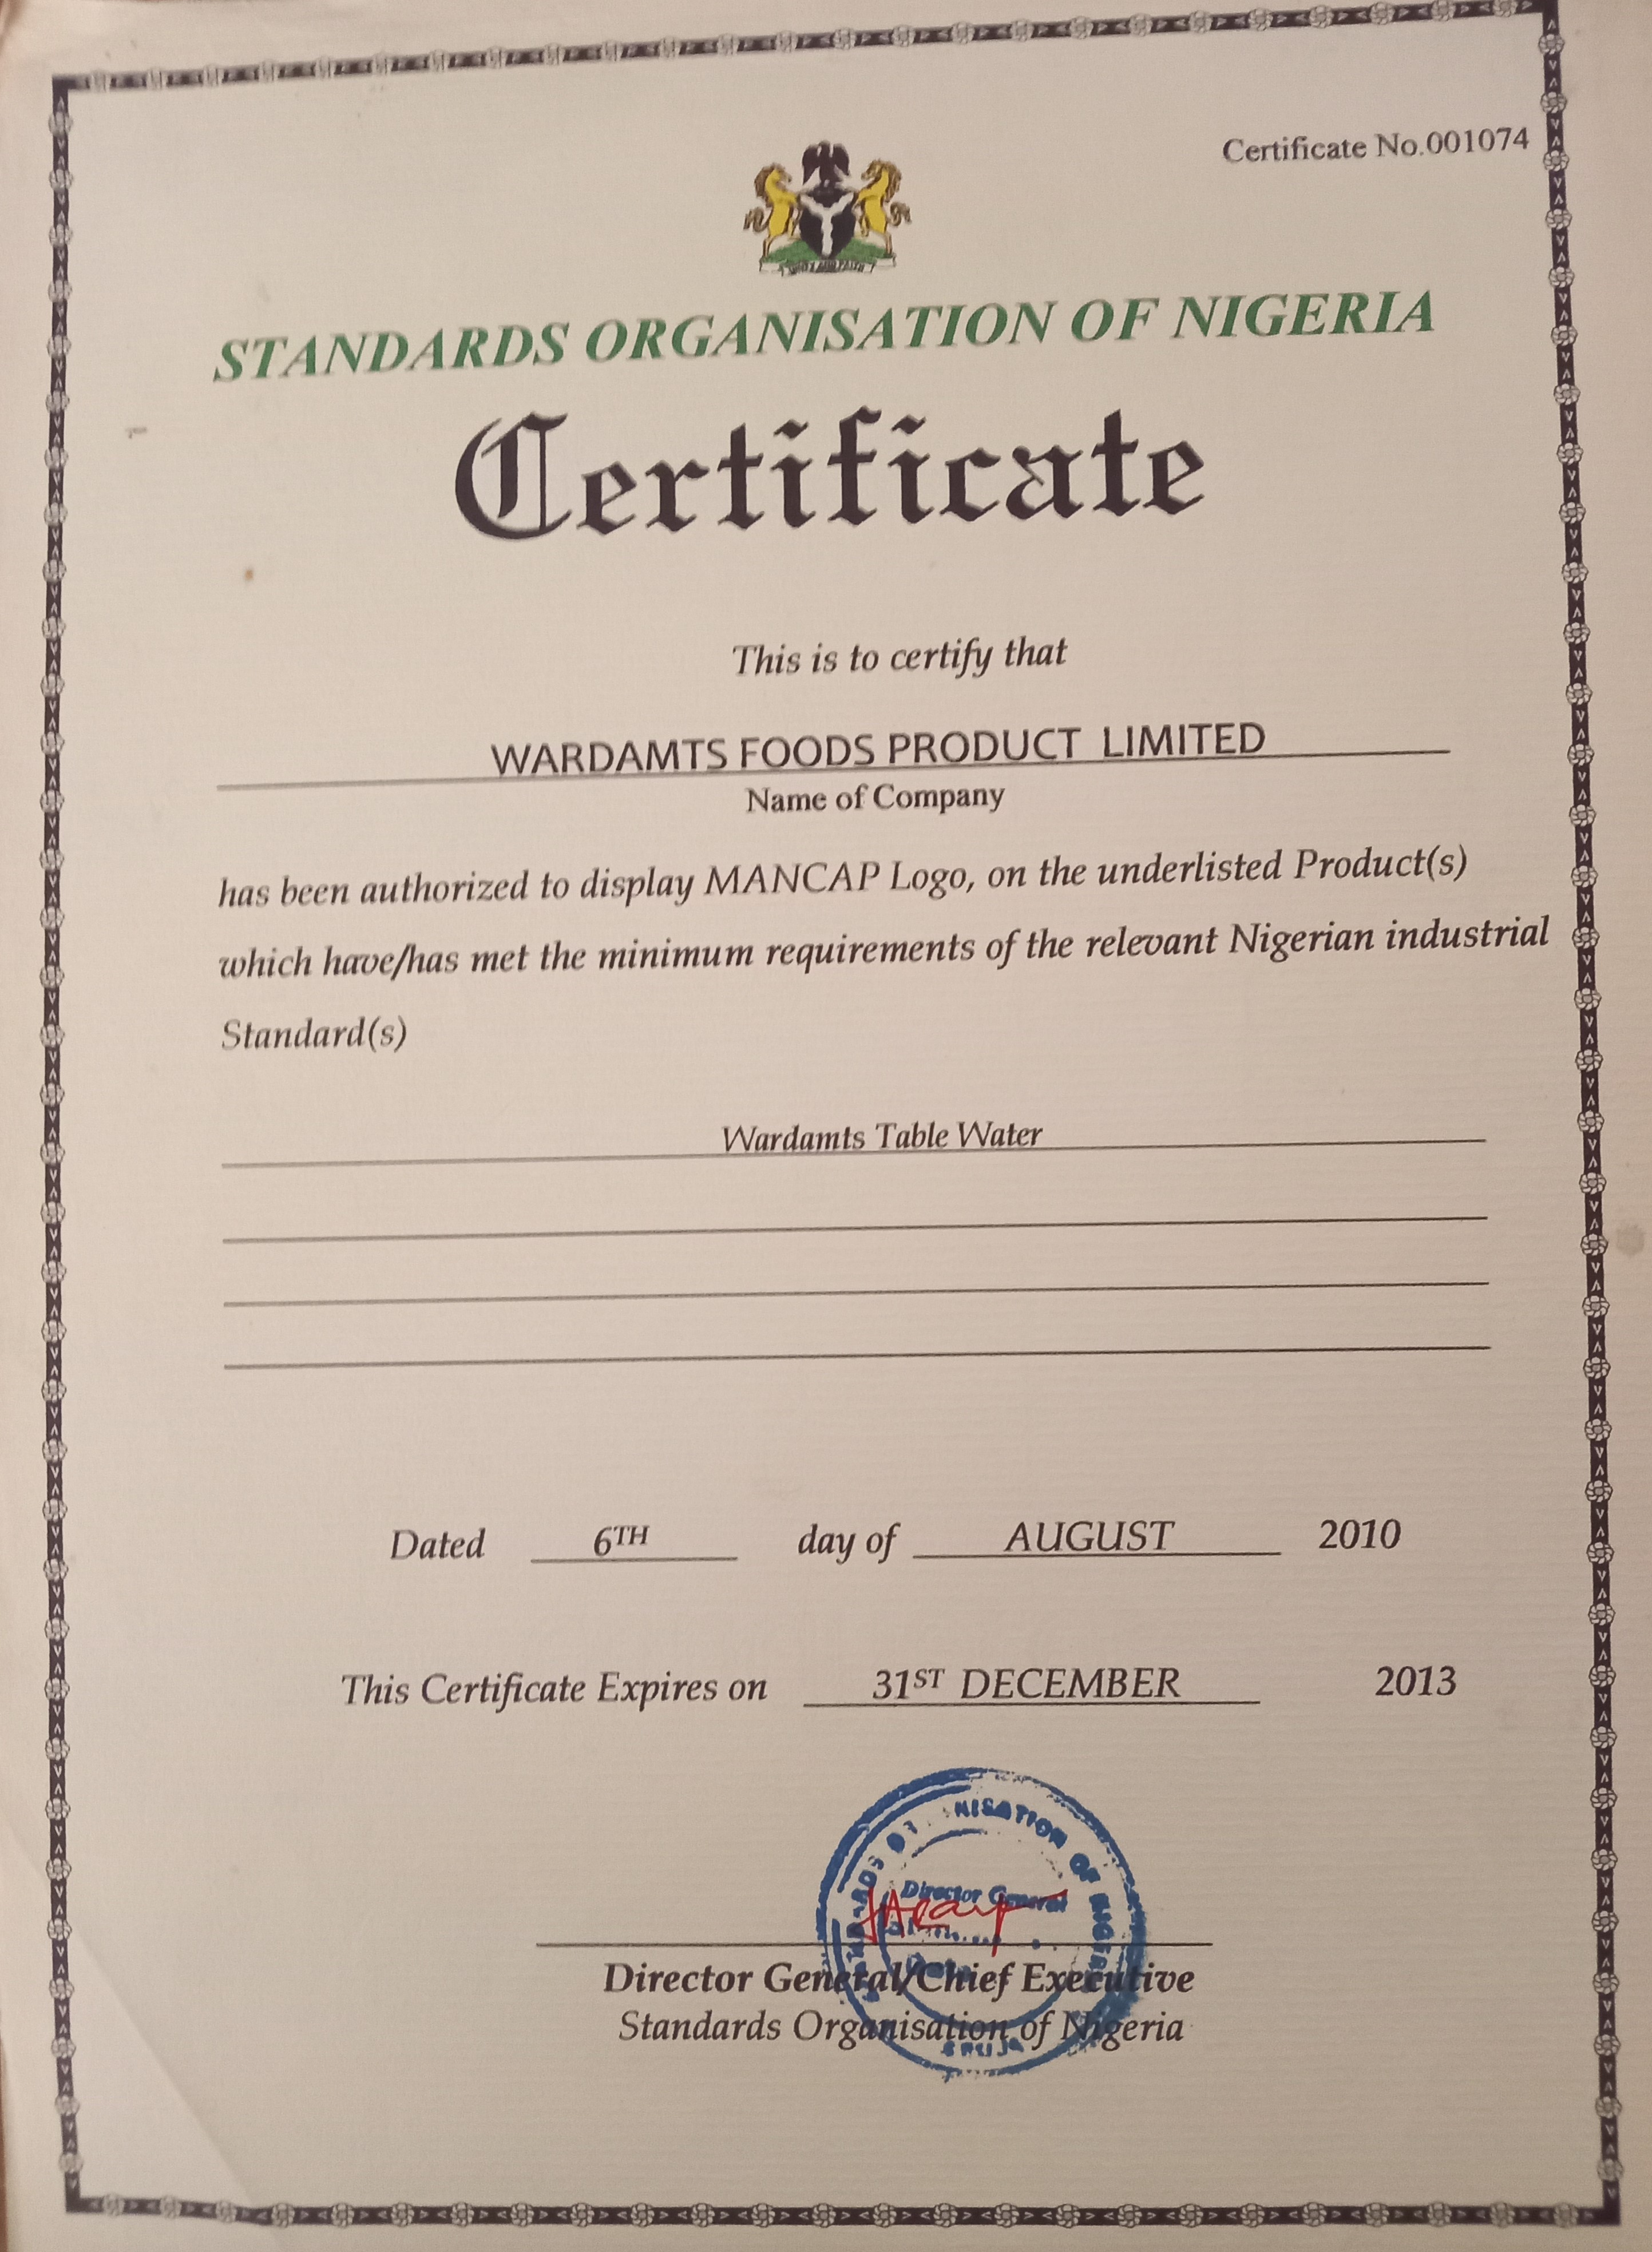 Certificate No.001074
STANDARDS ORGANISATION OF NIGERIA
Certificate
This is to certify that
WARDAMTS FOODS PRODUCT LIMITED
Name of Company
has been authorized to display MANCAP Logo, on the underlisted Product(s)
which have/has met the minimum requirements of the relevant Nigerian industrial
Standard(s)
Wardamts Table Water
Dated 6TH day of AUGUST 2010
This Certificate Expires on 31ST DECEMBER 2013
NISATION OF NIGERIA
Director General
Director General/Chief Executive
Standards Organisation of Nigeria